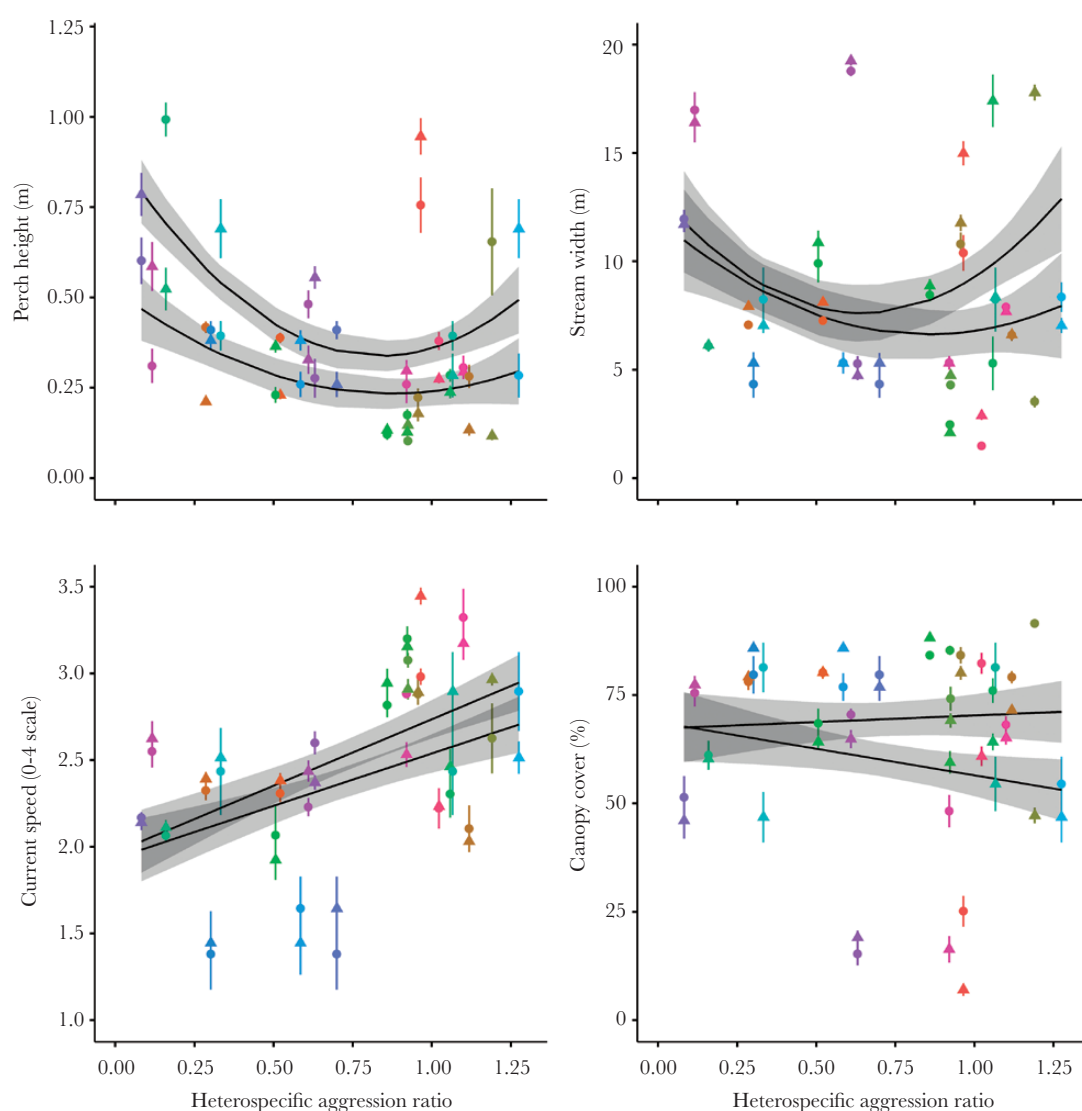 1.25
1.00
0.75
0.50
0.25
0.00
Perch height (m)
20
15
10
5
0
Stream width (m)
3.5
3.0
2.5
2.0
1.5
1.0
Current speed (0–4 scale)
0.00 0.25 0.50 0.75 1.00 1.25
Heterospecific aggression ratio
100
75
50
25
0
Canopy cover (%)
0.00 0.25 0.50 0.75 1.00 1.25
Heterospecific aggression ratio